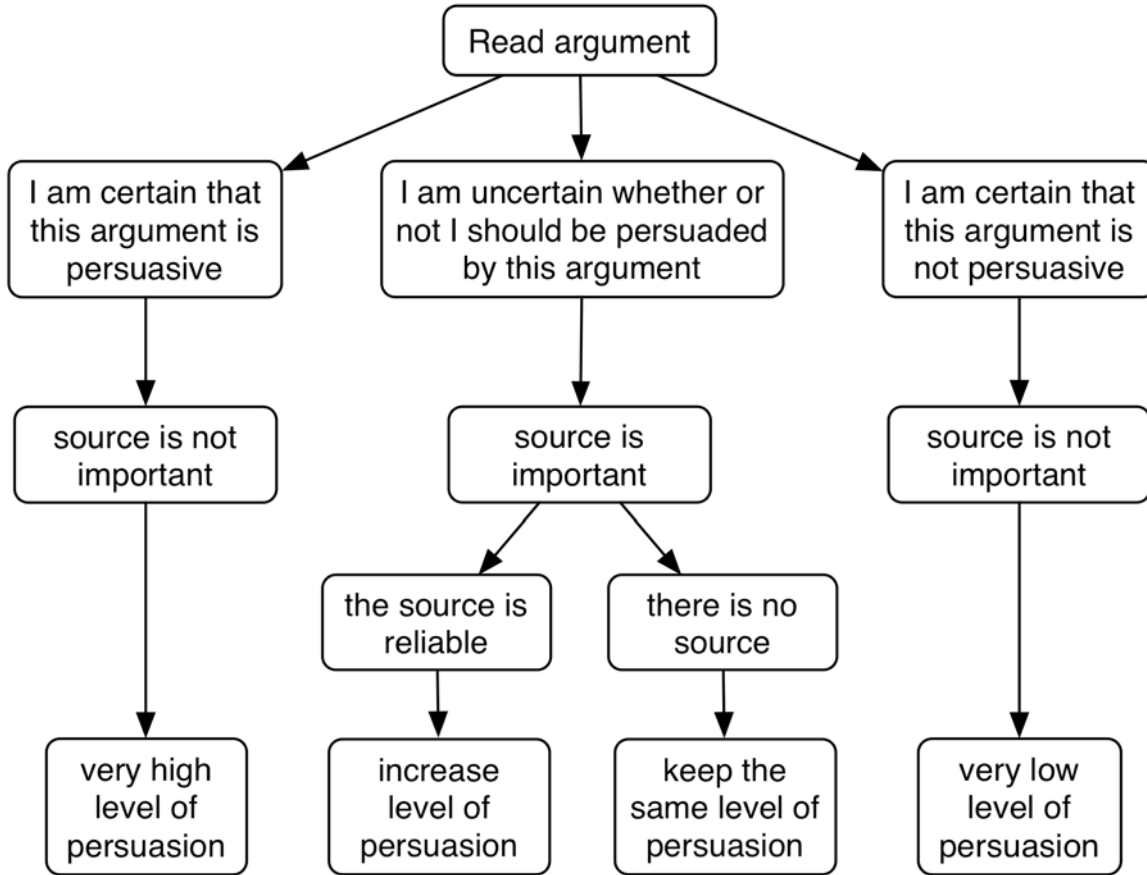 Read argument
I am certain that
this argument is
persuasive
I am uncertain whether or
not I should be persuaded
by this argument
I am certain that
this argument is
not persuasive
source is not
important
source is
important
source is not
important
the source is
reliable
there is no
source
very high
level of
persuasion
increase
level of
persuasion
keep the
same level of
persuasion
very low
level of
persuasion